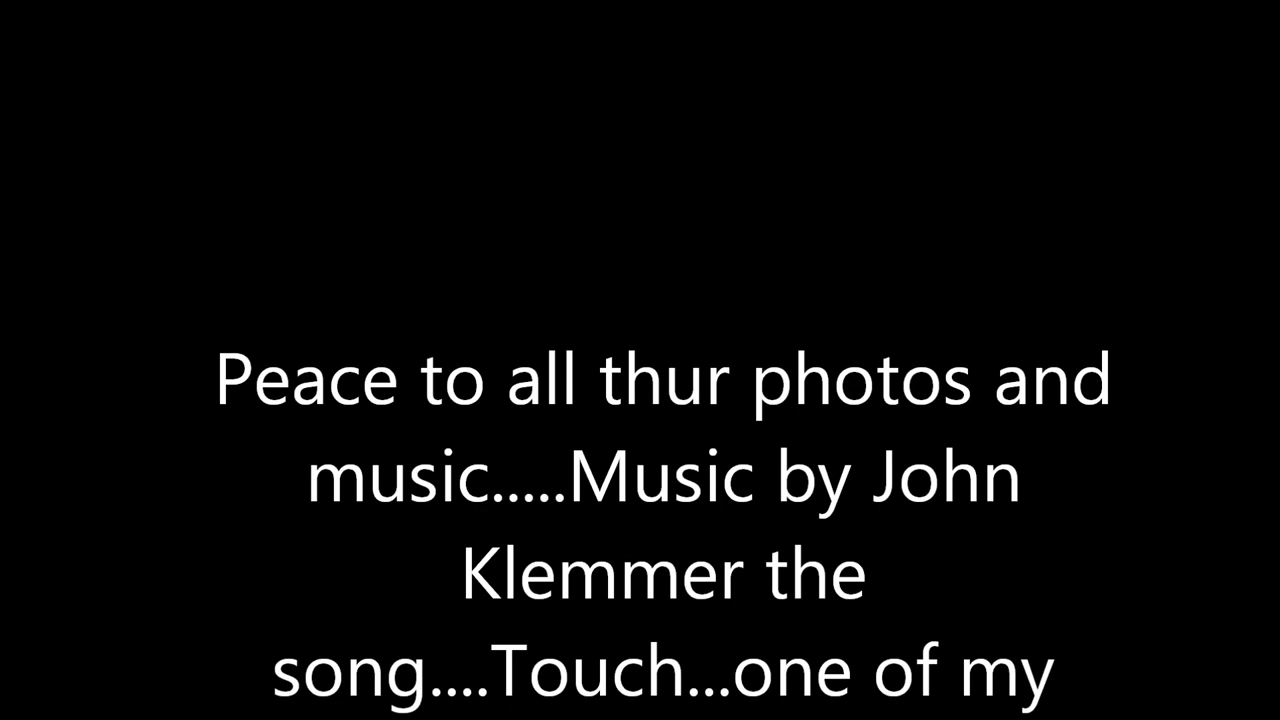 Peace to all thur photos and
music.....Music by John
Klemmer the
song....Touch...one of my